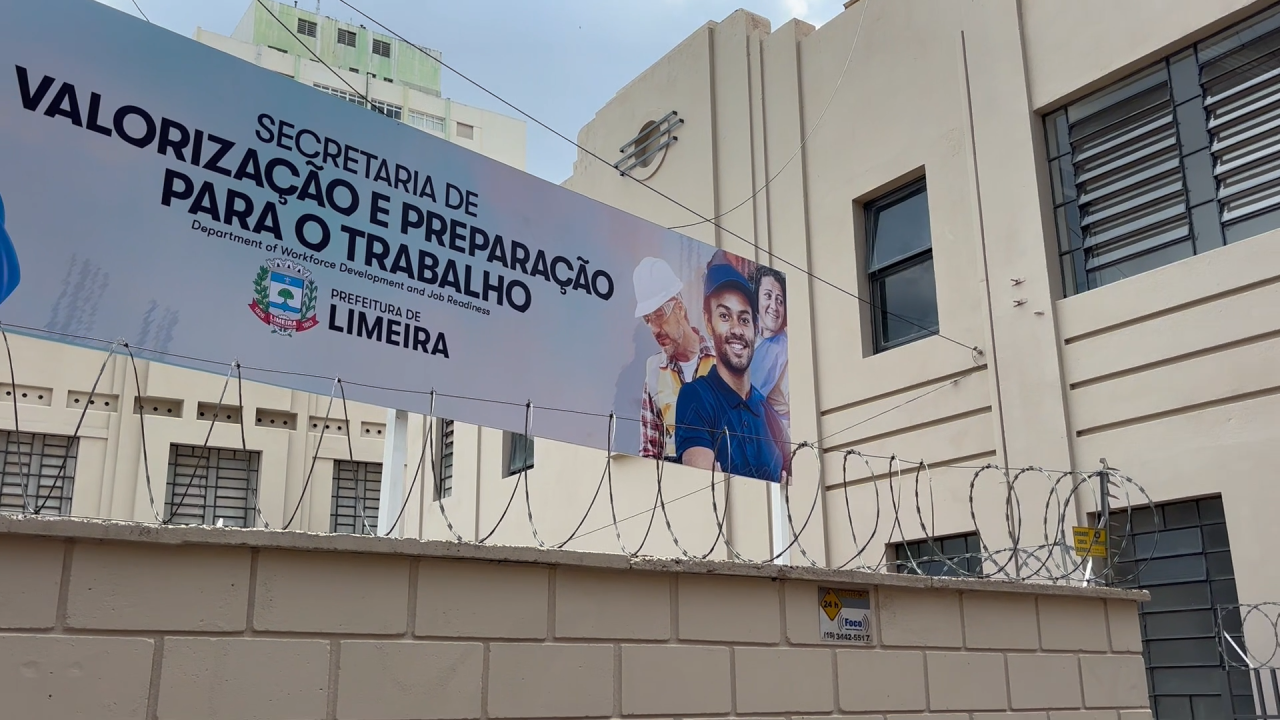 SECRETARIA DE
VALORIZAÇÃO E PREPARAÇÃO
PARA O TRABALHO
Department of Workforce Development and Job Readiness
LIMEIRA
PREFEITURA DE
LIMEIRA
24 h
Foco
(19) 3442-5517